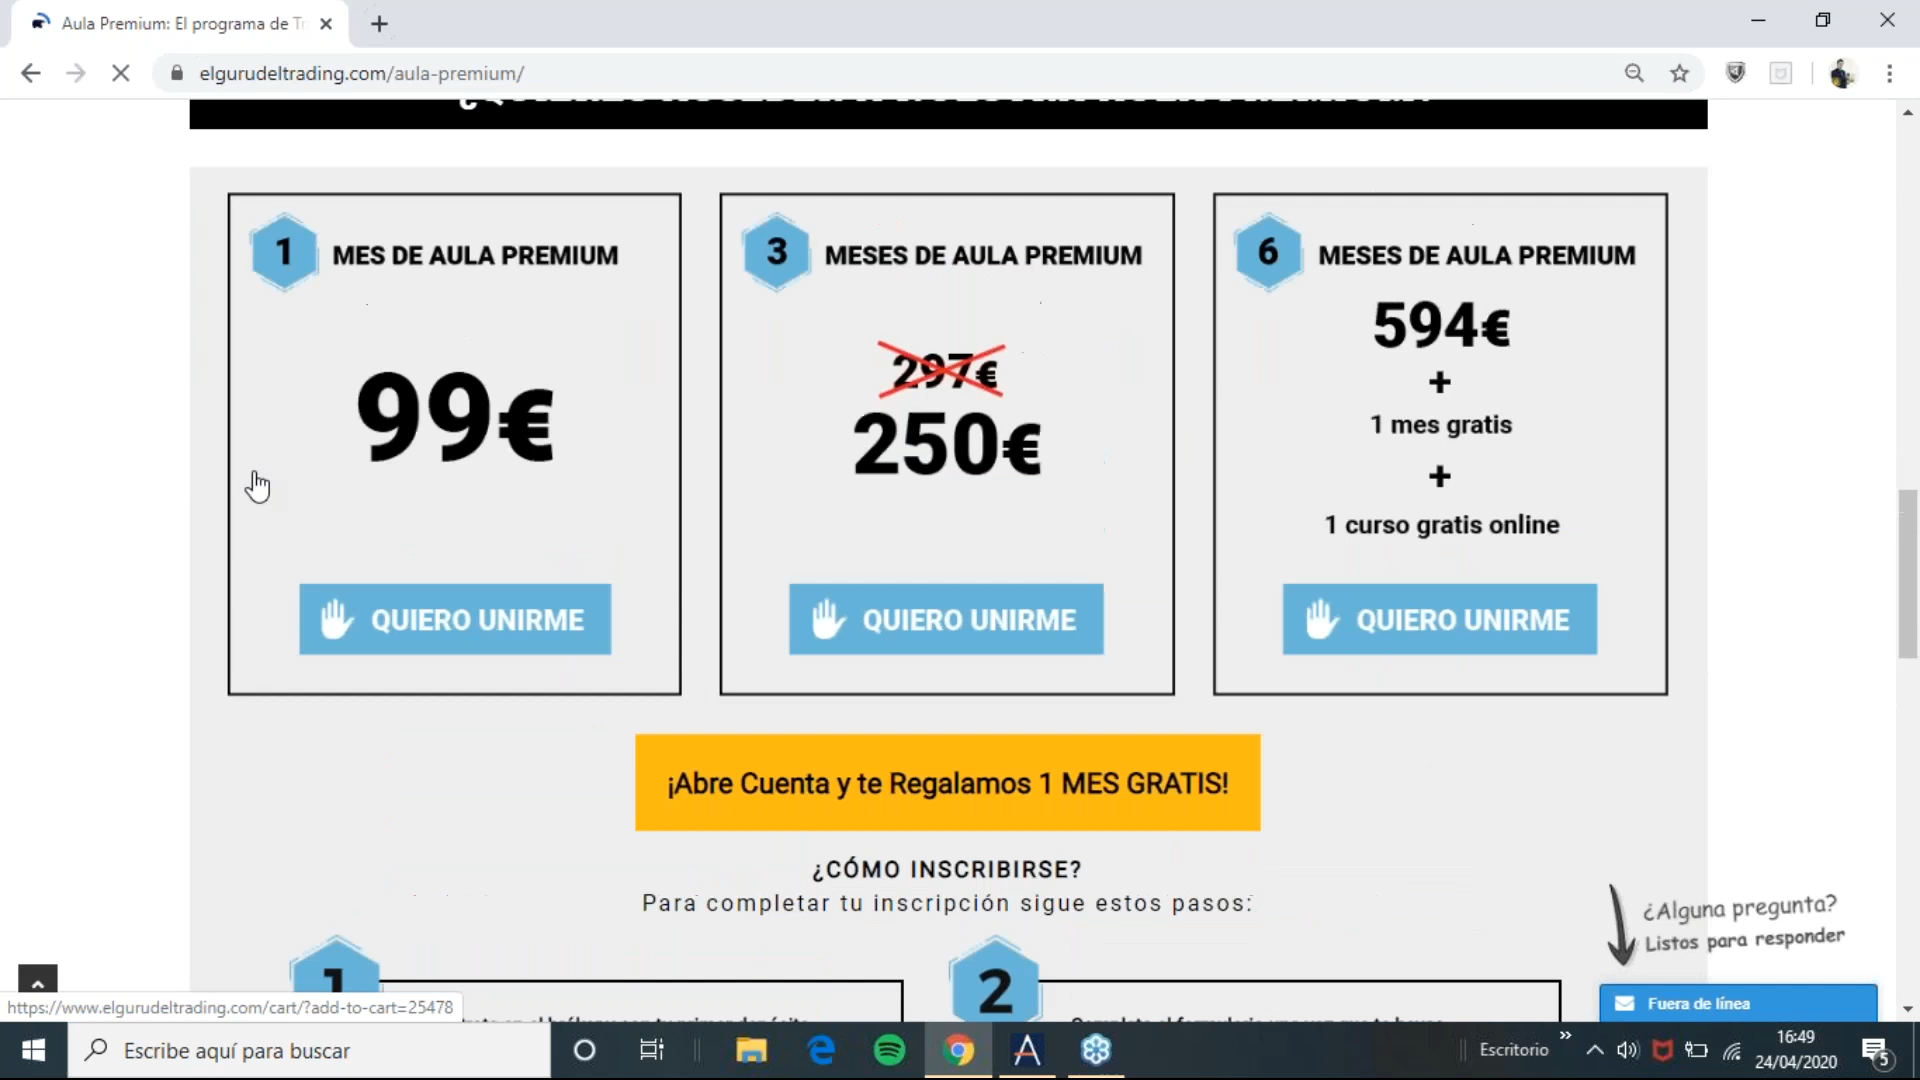 Aula Premium: El programa de Tr
elgurudeltrading.com/aula-premium/
1 MES DE AULA PREMIUM
99€
QUIERO UNIRME
3 MESES DE AULA PREMIUM
297€
250€
QUIERO UNIRME
6 MESES DE AULA PREMIUM
594€
+
1 mes gratis
+
1 curso gratis online
QUIERO UNIRME
¡Abre Cuenta y te Regalamos 1 MES GRATIS!
¿CÓMO INSCRIBIRSE?
Para completar tu inscripción sigue estos pasos:
1
2
¿Alguna pregunta?
Listos para responder
Fuera de línea
https://www.elgurudeltrading.com/cart/?add-to-cart=25478
Escribe aquí para buscar
Escritorio
16:49
24/04/2020
5